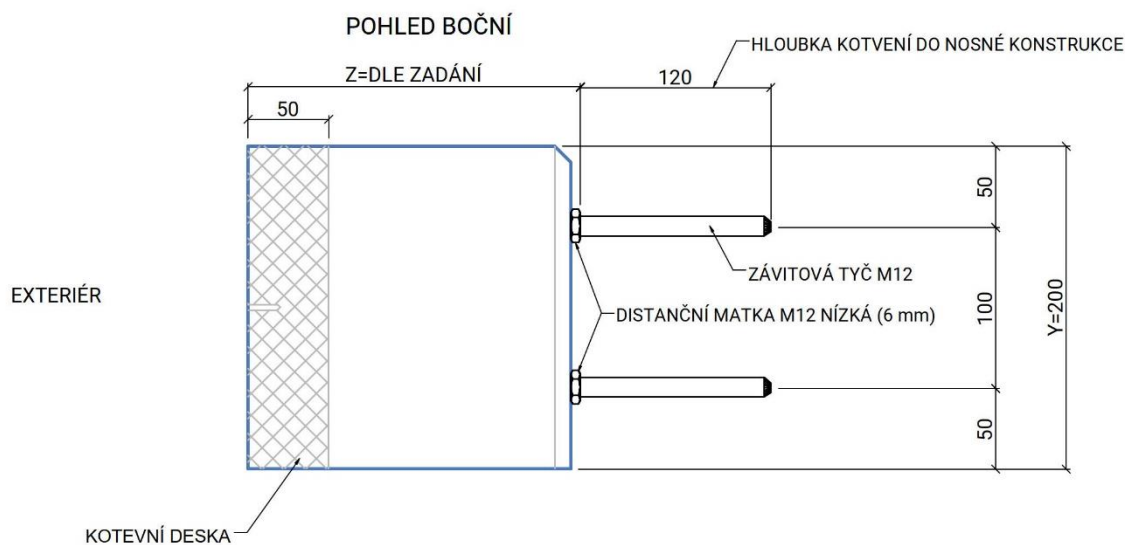 POHLED BOČNÍ
HLOUBKA KOTVENÍ DO NOSNÉ KONSTRUKCE
Z=DLE ZADÁNÍ
120
50
50
ZÁVITOVÁ TYČ M12
EXTERIÉR
DISTANČNÍ MATKA M12 NÍZKÁ (6 mm)
100
Y=200
50
KOTEVNÍ DESKA